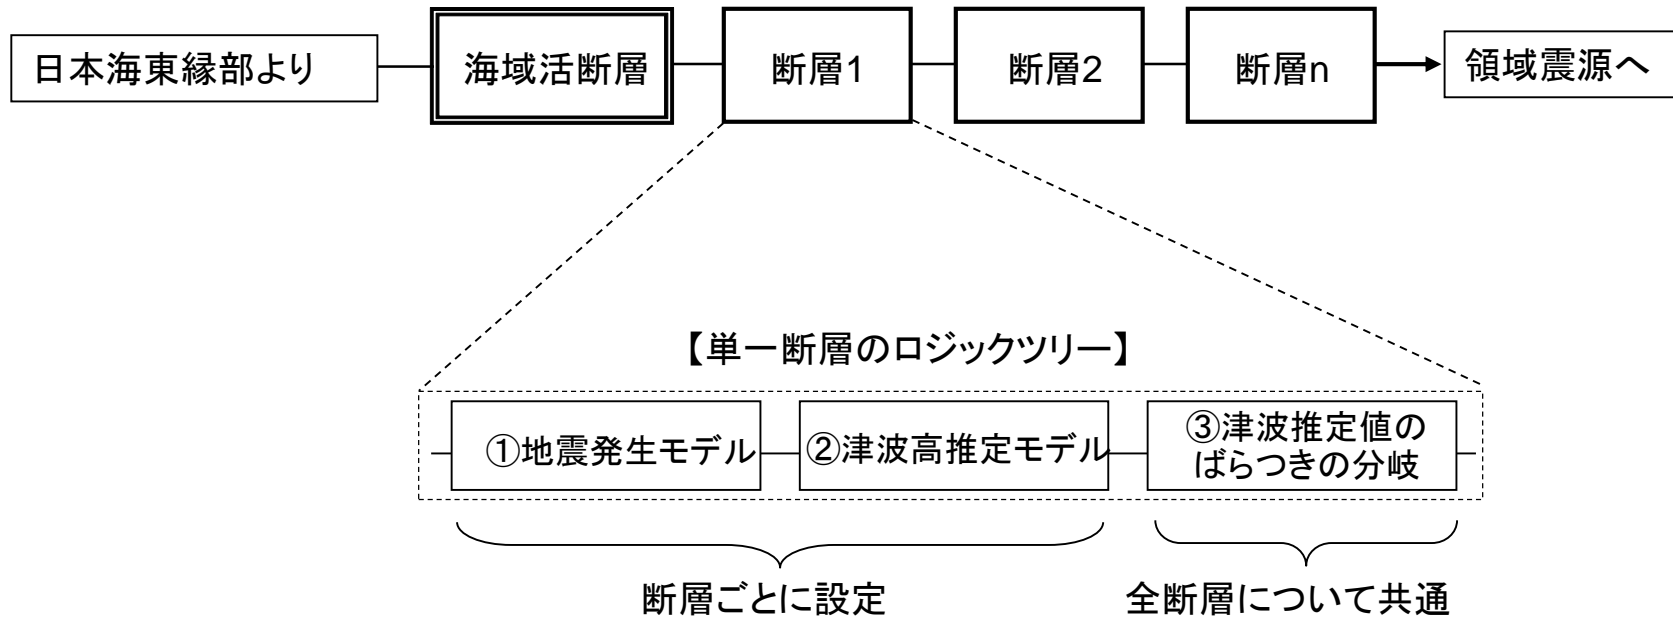 日本海東縁部より
海域活断層
断層1
断層2
断層n
領域震源へ
【単一断層のロジックツリー】
①地震発生モデル
②津波高推定モデル
③津波推定値の
ばらつきの分岐
断層ごとに設定
全断層について共通